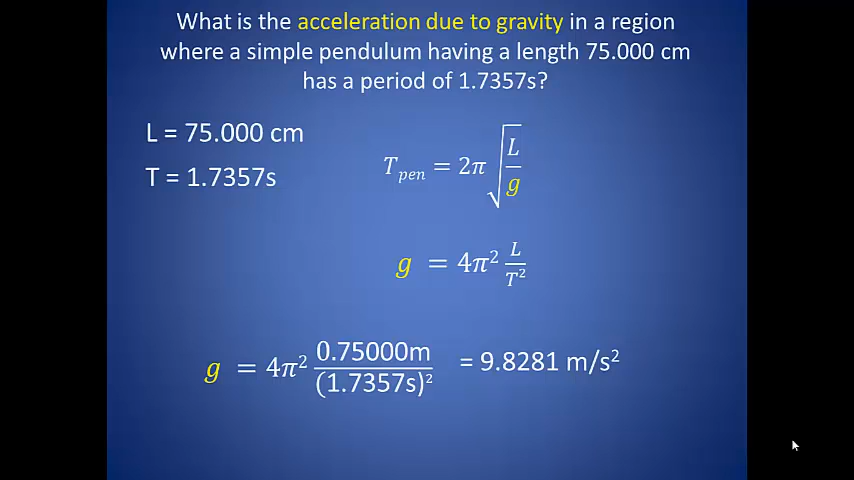 What is the acceleration due to gravity in a region
where a simple pendulum having a length 75.000 cm
has a period of 1.7357s?
L = 75.000 cm
T = 1.7357s
T_pen = 2π √(L/g)
g = 4π² L/T²
g = 4π² 0.75000m/(1.7357s)² = 9.8281 m/s²